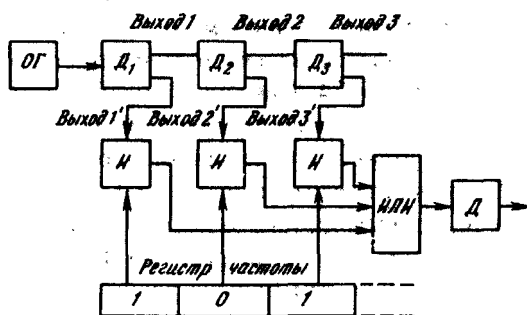 Выход 1 Выход 2 Выход 3
ОГ Д₁ Д₂ Д₃
Выход 1' Выход 2' Выход 3'
И И И
ИЛИ Д
Регистр частоты
1 0 1